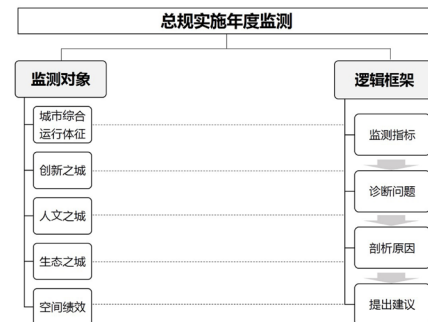 总规实施年度监测
监测对象
逻辑框架
城市综合
运行体征
创新之城
人文之城
生态之城
空间绩效
监测指标
诊断问题
剖析原因
提出建议